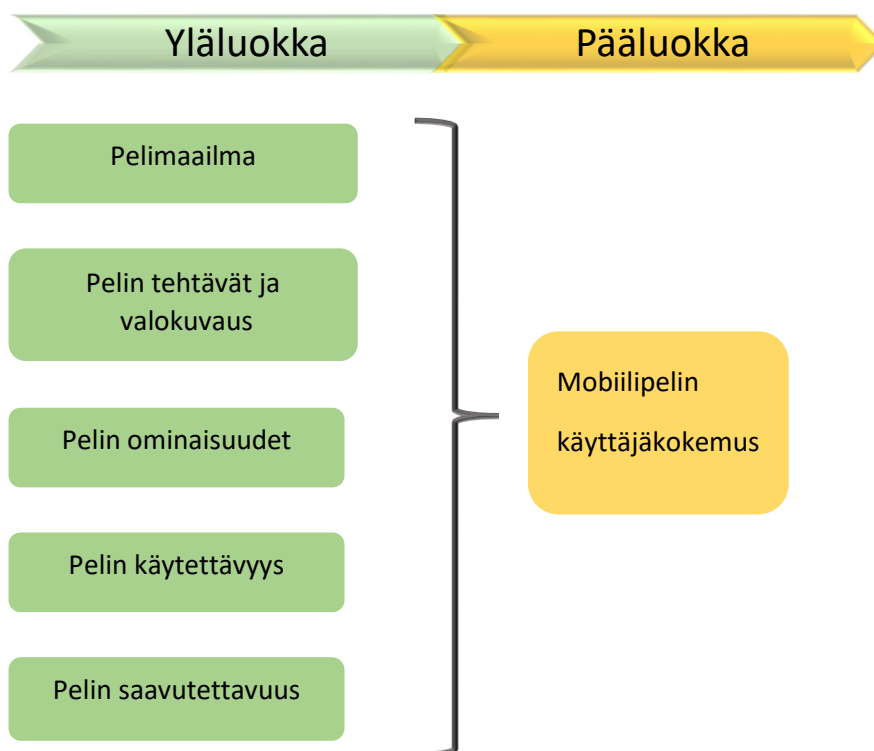 Yläluokka
Pääluokka
Pelimaailma
Pelin tehtävät ja
valokuvaus
Pelin ominaisuudet
Pelin käytettävyys
Pelin saavutettavuus
Mobiilipelin
käyttäjäkokemus